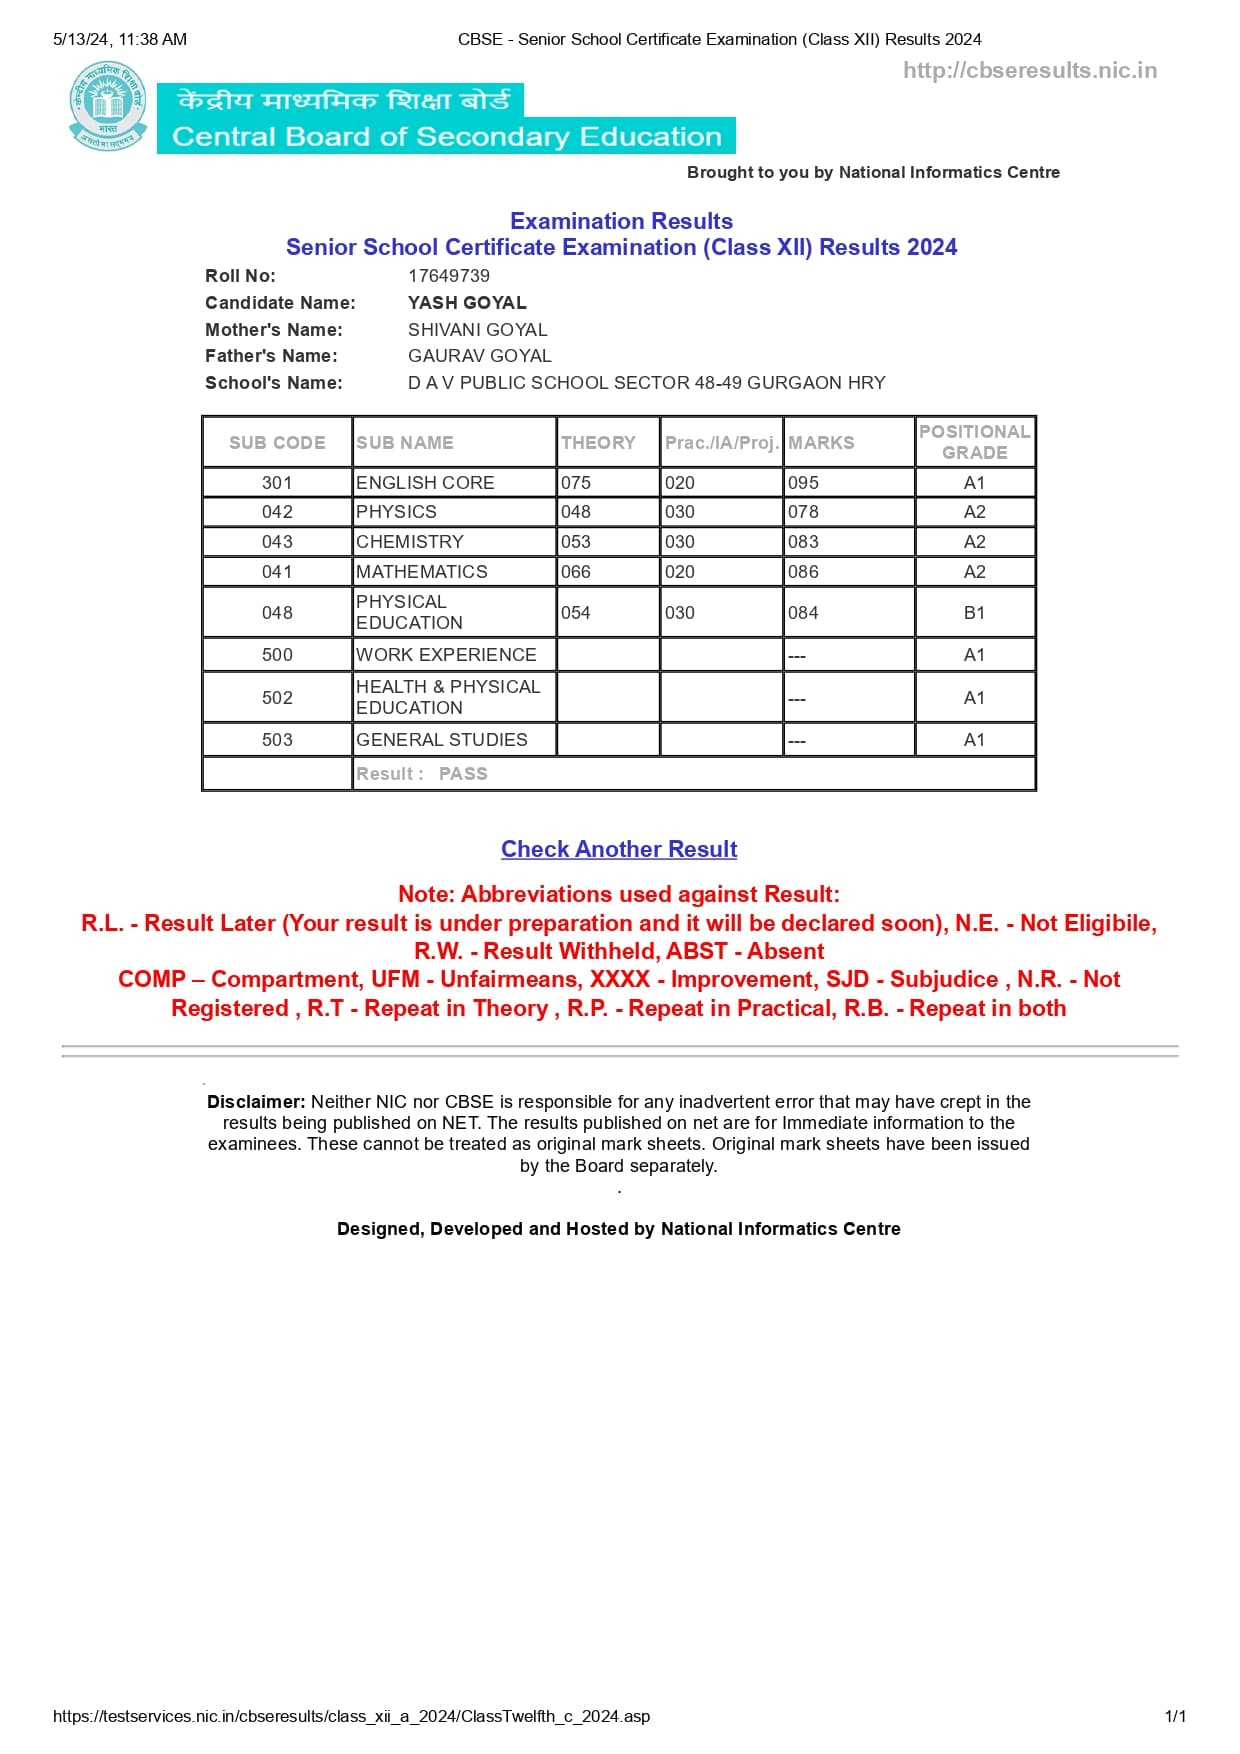 5/13/24, 11:38 AM CBSE - Senior School Certificate Examination (Class XII) Results 2024
http://cbseresults.nic.in
केन्द्रीय माध्यमिक शिक्षा बोर्ड
भारत
असतो मा सद्गमय
केंद्रीय माध्यमिक शिक्षा बोर्ड
Central Board of Secondary Education
Brought to you by National Informatics Centre
Examination Results
Senior School Certificate Examination (Class XII) Results 2024
Roll No: 17649739
Candidate Name: YASH GOYAL
Mother's Name: SHIVANI GOYAL
Father's Name: GAURAV GOYAL
School's Name: D A V PUBLIC SCHOOL SECTOR 48-49 GURGAON HRY
SUB CODE SUB NAME THEORY Prac./IA/Proj. MARKS POSITIONAL GRADE
301 ENGLISH CORE 075 020 095 A1
042 PHYSICS 048 030 078 A2
043 CHEMISTRY 053 030 083 A2
041 MATHEMATICS 066 020 086 A2
048 PHYSICAL EDUCATION 054 030 084 B1
500 WORK EXPERIENCE --- A1
502 HEALTH & PHYSICAL EDUCATION --- A1
503 GENERAL STUDIES --- A1
Result : PASS
Check Another Result
Note: Abbreviations used against Result:
R.L. - Result Later (Your result is under preparation and it will be declared soon), N.E. - Not Eligibile,
R.W. - Result Withheld, ABST - Absent
COMP – Compartment, UFM - Unfairmeans, XXXX - Improvement, SJD - Subjudice , N.R. - Not
Registered , R.T - Repeat in Theory , R.P. - Repeat in Practical, R.B. - Repeat in both
.
Disclaimer: Neither NIC nor CBSE is responsible for any inadvertent error that may have crept in the
results being published on NET. The results published on net are for Immediate information to the
examinees. These cannot be treated as original mark sheets. Original mark sheets have been issued
by the Board separately.
.
Designed, Developed and Hosted by National Informatics Centre
https://testservices.nic.in/cbseresults/class_xii_a_2024/ClassTwelfth_c_2024.asp 1/1